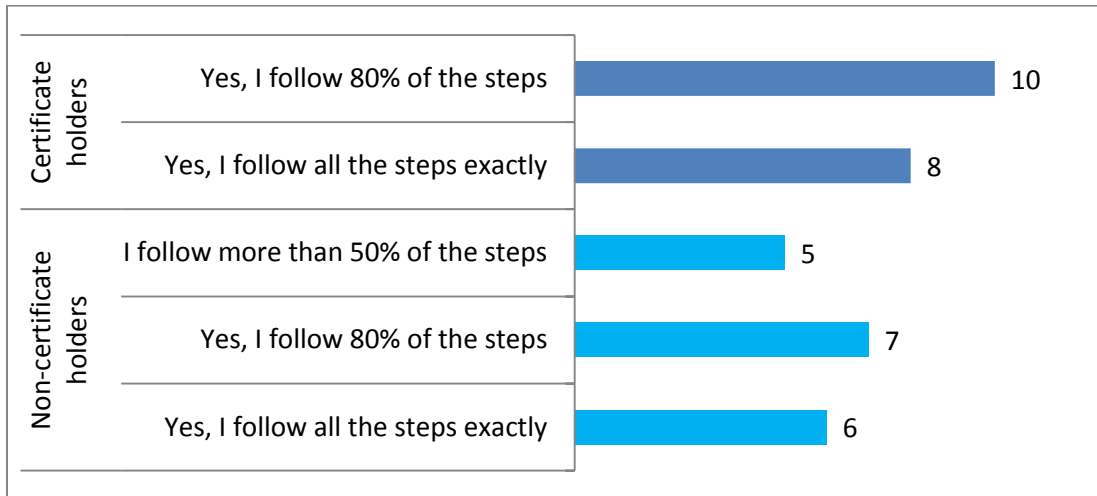 Certificate
holders
Yes, I follow 80% of the steps
10
Yes, I follow all the steps exactly
8
Non-certificate
holders
I follow more than 50% of the steps
5
Yes, I follow 80% of the steps
7
Yes, I follow all the steps exactly
6